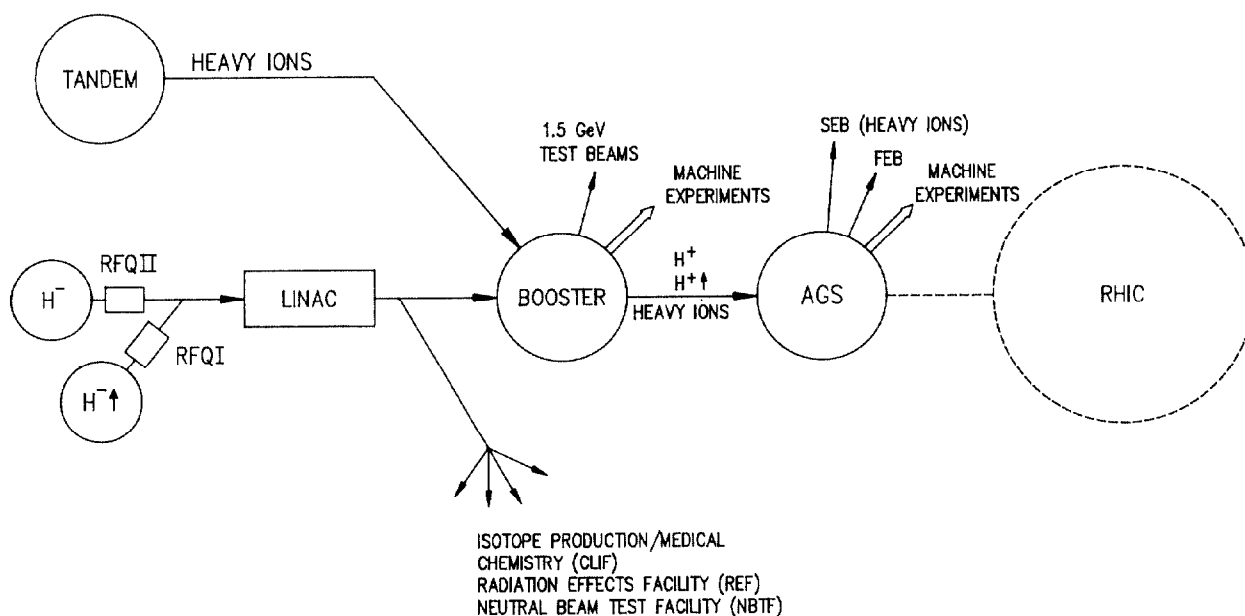 TANDEM
HEAVY IONS
1.5 GeV
TEST BEAMS
MACHINE
EXPERIMENTS
SEB (HEAVY IONS)
FEB
MACHINE
EXPERIMENTS
H⁻
RFQII
RFQI
H⁻↑
LINAC
BOOSTER
H⁺
H⁺↑
HEAVY IONS
AGS
RHIC
ISOTOPE PRODUCTION/MEDICAL
CHEMISTRY (CLIF)
RADIATION EFFECTS FACILITY (REF)
NEUTRAL BEAM TEST FACILITY (NBTF)